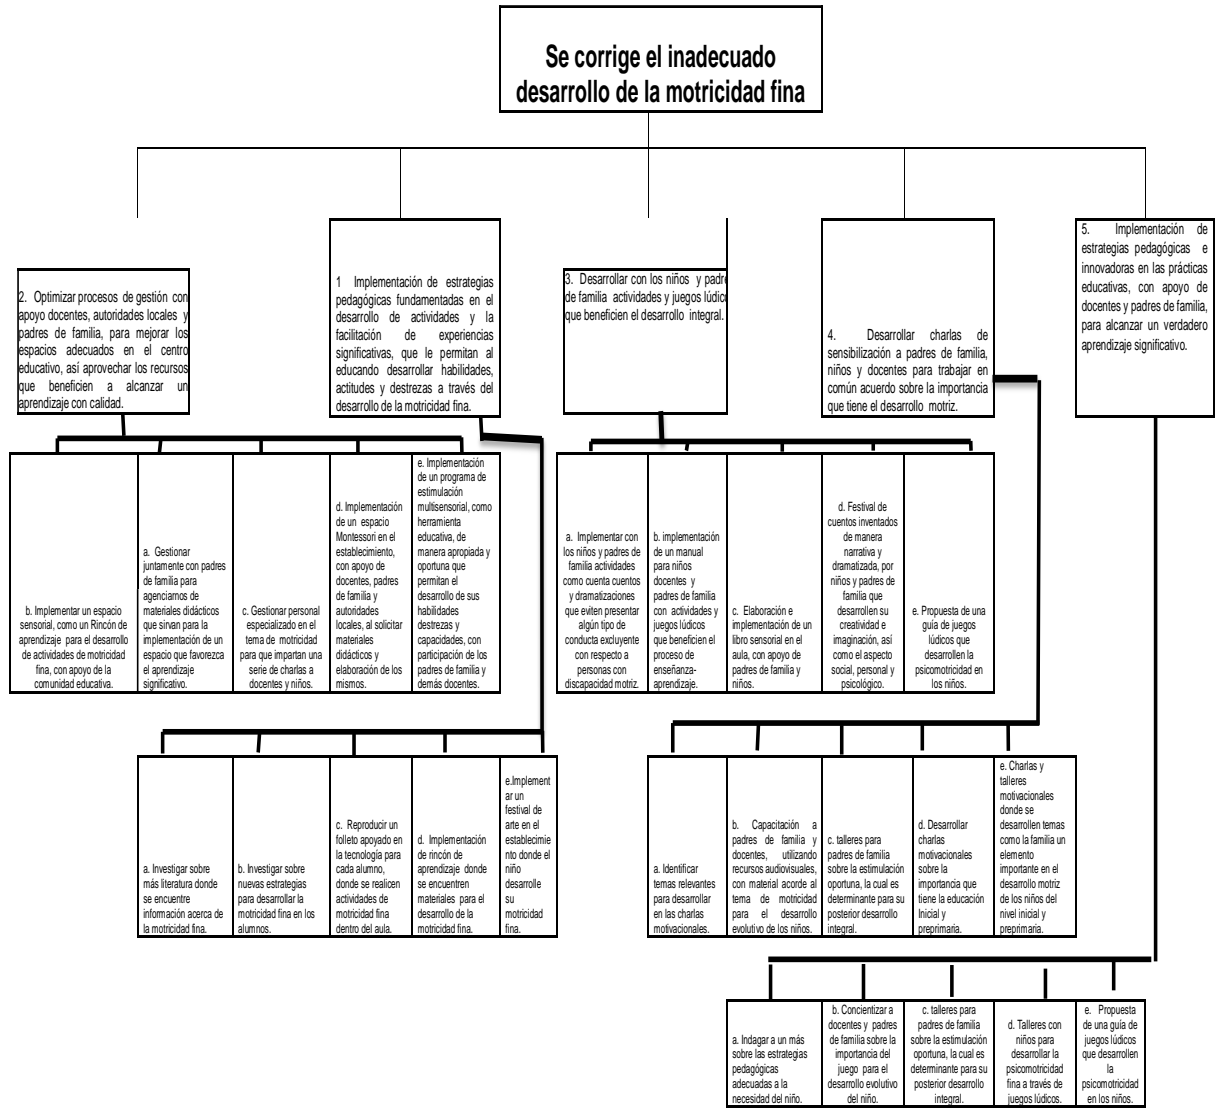 Se corrige el inadecuado
desarrollo de la motricidad fina
2. Optimizar procesos de gestión con
apoyo docentes, autoridades locales y
padres de familia, para mejorar los
espacios adecuados en el centro
educativo, así aprovechar los recursos
que benefician a alcanzar un
aprendizaje con calidad.
1 Implementación de estrategias
pedagógicas fundamentadas en el
desarrollo de actividades y la
facilitación de experiencias
significativas, que le permitan al
educando desarrollar habilidades,
actitudes y destrezas a través del
desarrollo de la motricidad fina.
3. Desarrollar con los niños y padre
de familia actividades y juegos lúdico
que beneficien el desarrollo integral.
4. Desarrollar charlas de
sensibilización a padres de familia,
niños y docentes para trabajar en
común acuerdo sobre la importancia
que tiene el desarrollo motriz.
5. Implementación de
estrategias pedagógicas e
innovadoras en las prácticas
educativas, con apoyo de
docentes y padres de familia,
para alcanzar un verdadero
aprendizaje significativo.
b. Implementar un espacio
sensorial, como un Rincón de
aprendizaje para el desarrollo
de actividades de motricidad
fina, con apoyo de la
comunidad educativa.
a. Gestionar
juntamente con padres
de familia para
agenciarnos de
materiales didácticos
que sirvan para la
implementación de un
espacio que favorezca
el aprendizaje
significativo.
c. Gestionar personal
especializado en el
tema de motricidad
para que impartan una
serie de charlas a
docentes y niños.
d. Implementación
de un espacio
Montessori en el
establecimiento,
con apoyo de
docentes, padres
de familia y
autoridades
locales, al solicitar
materiales
didácticos y
elaboración de los
mismos.
e. Implementación
de un programa de
estimulación
multisensorial, como
herramienta
educativa, de
manera apropiada y
oportuna que
permitan el
desarrollo de sus
habilidades
destrezas y
capacidades, con
participación de los
padres de familia y
demás docentes.
a. Implementar con
los niños y padres de
familia actividades
como cuenta cuentos
y dramatizaciones
que eviten presentar
algún tipo de
conducta excluyente
con respecto a
personas con
discapacidad motriz.
b. implementación
de un manual
para niños
docentes y
padres de familia
con actividades y
juegos lúdicos
que beneficien el
proceso de
enseñanza-
aprendizaje.
c. Elaboración e
implementación de un
libro sensorial en el
aula, con apoyo de
padres de familia y
niños.
d. Festival de
cuentos inventados
de manera
narrativa y
dramatizada, por
niños y padres de
familia que
desarrollen su
creatividad e
imaginación, así
como el aspecto
social, personal y
psicológico.
e. Propuesta de una
guía de juegos
lúdicos que
desarrollen la
psicomotricidad en
los niños.
a. Investigar sobre
más literatura donde
se encuentre
información acerca de
la motricidad fina.
b. Investigar sobre
nuevas estrategias
para desarrollar la
motricidad fina en los
alumnos.
c. Reproducir un
folleto apoyado en
la tecnología para
cada alumno,
donde se realicen
actividades de
motricidad fina
dentro del aula.
d. Implementación
de rincón de
aprendizaje donde
se encuentren
materiales para el
desarrollo de la
motricidad fina.
e.Implement
ar un
festival de
arte en el
establecimie
nto donde el
niño
desarrolle
su
motricidad
fina.
a. Identificar
temas relevantes
para desarrollar
en las charlas
motivacionales.
b. Capacitación a
padres de familia y
docentes, utilizando
recursos audiovisuales,
con material acorde al
tema de motricidad
para el desarrollo
evolutivo de los niños.
c. talleres para
padres de familia
sobre la estimulación
oportuna, la cual es
determinante para su
posterior desarrollo
integral.
d. Desarrollar
charlas
motivacionales
sobre la
importancia que
tiene la educación
Inicial y
preprimaria.
e. Charlas y
talleres
motivacionales
donde se
desarrollen temas
como la familia un
elemento
importante en el
desarrollo motriz
de los niños del
nivel inicial y
preprimaria.
a. Indagar a un más
sobre las estrategias
pedagógicas
adecuadas a la
necesidad del niño.
b. Concientizar a
docentes y padres
de familia sobre la
importancia del
juego para el
desarrollo evolutivo
del niño.
c. talleres para
padres de familia
sobre la estimulación
oportuna, la cual es
determinante para su
posterior desarrollo
integral.
d. Talleres con
niños para
desarrollar la
psicomotricidad
fina a través de
juegos lúdicos.
e. Propuesta
de una guía de
juegos lúdicos
que desarrollen
la
psicomotricidad
en los niños.